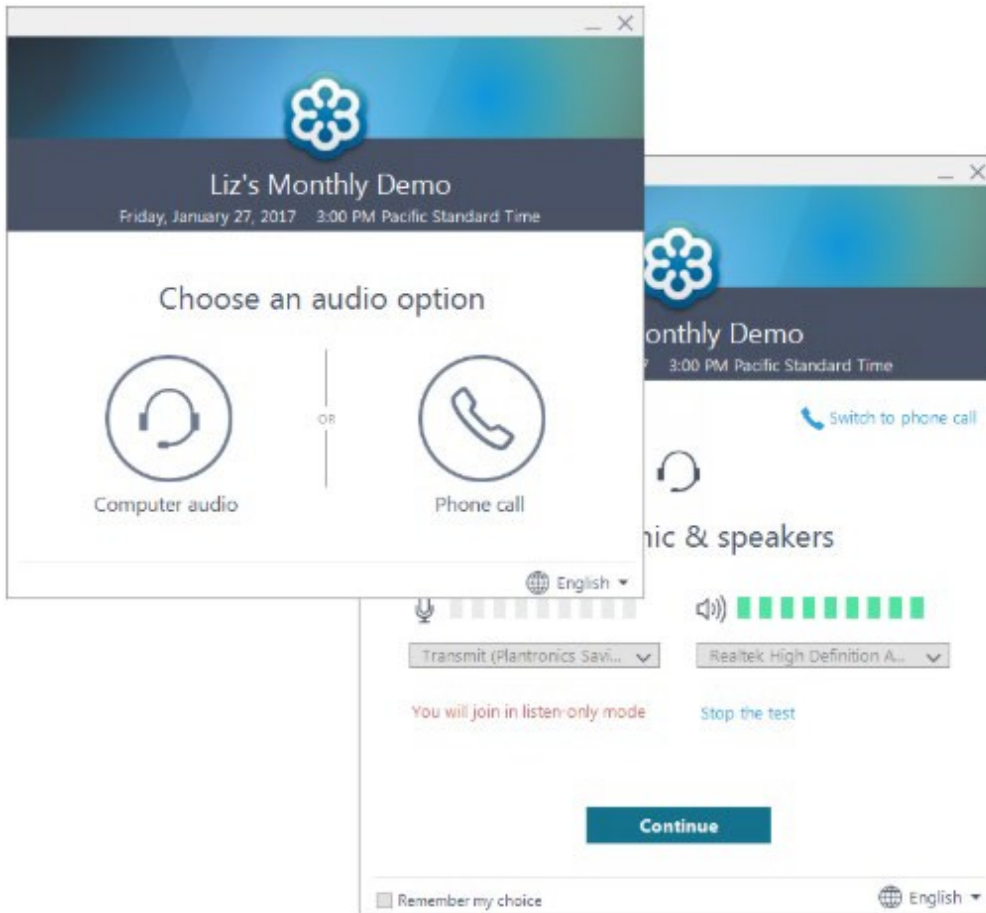 Liz's Monthly Demo
Friday, January 27, 2017 3:00 PM Pacific Standard Time
Choose an audio option
Computer audio
OR
Phone call
English
onthly Demo
7 3:00 PM Pacific Standard Time
Switch to phone call
nic & speakers
Transmit (Plantronics Savi...
Realtek High Definition A...
You will join in listen-only mode
Stop the test
Continue
Remember my choice
English